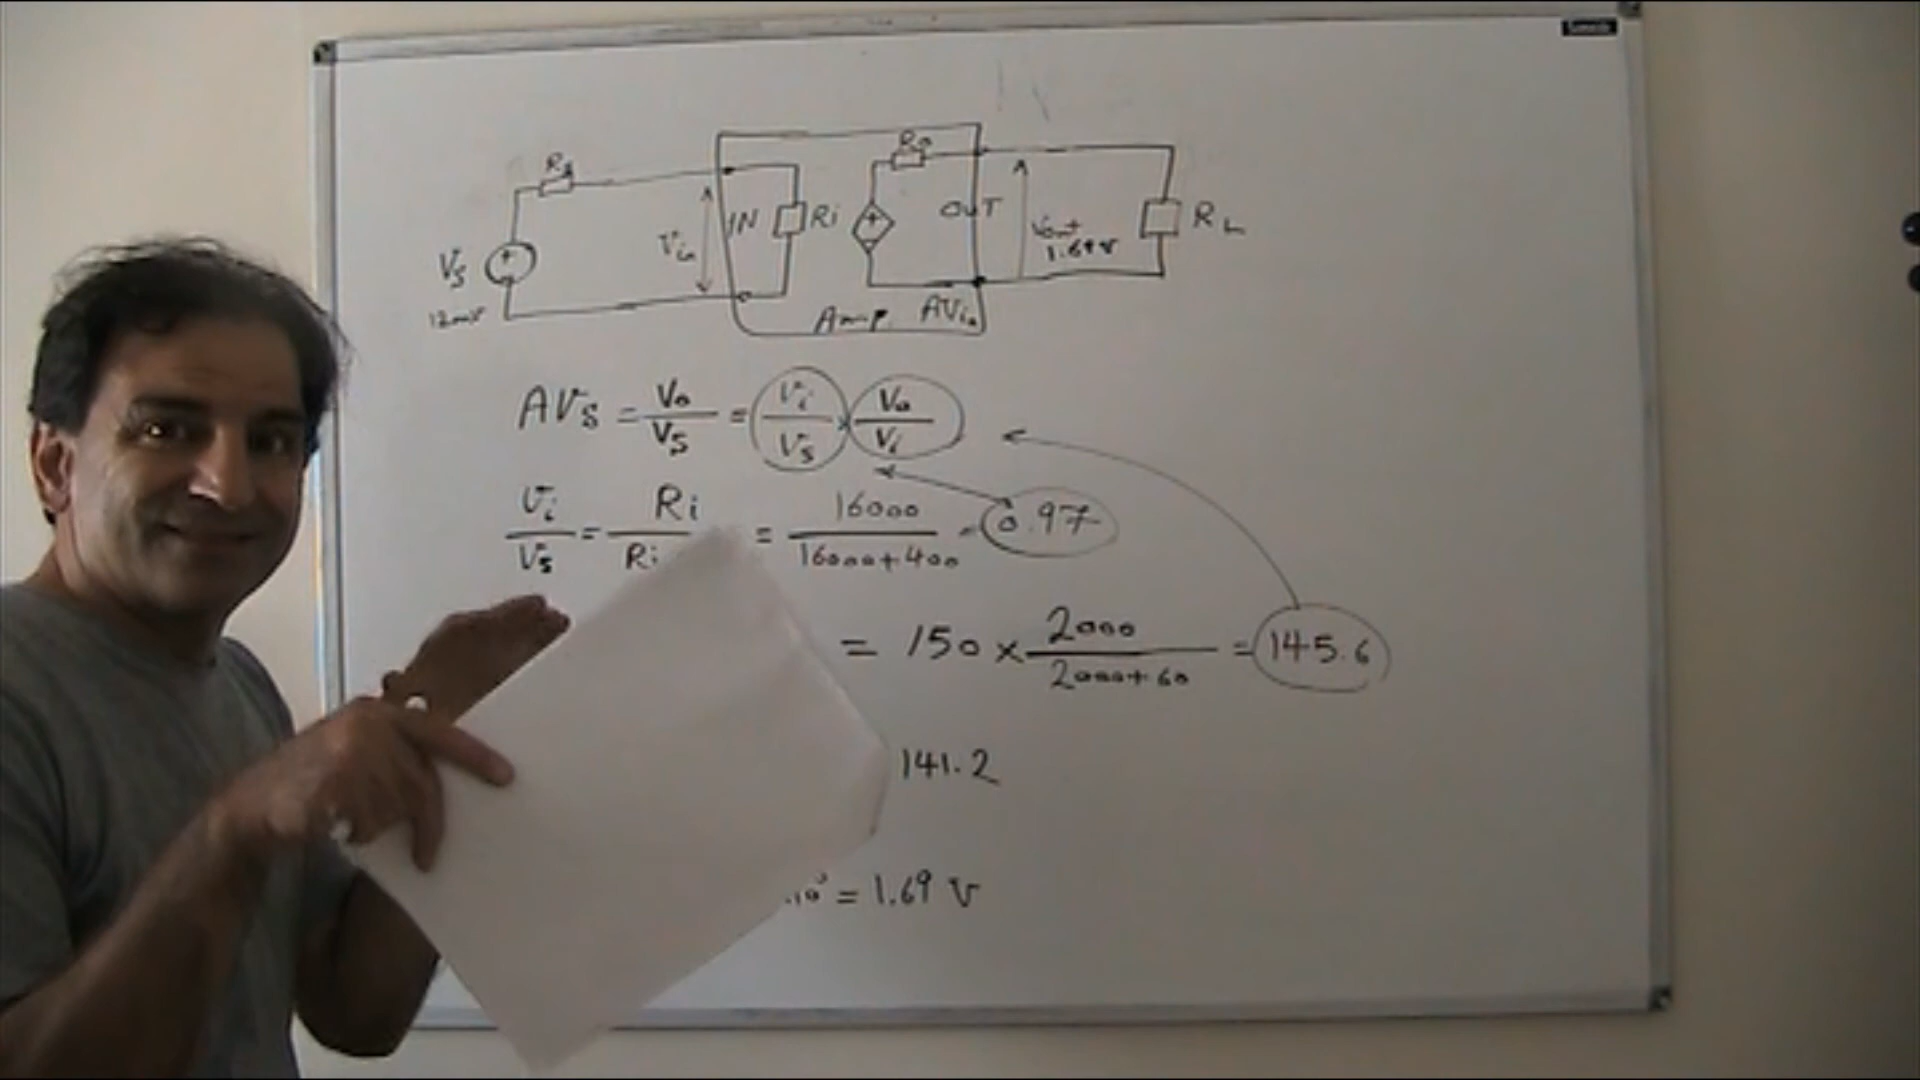 Rs
Ro
IN
Ri
OUT
RL
Vs
12mV
Vin
Vout
1.69V
Amp.
AVin
AVs = Vo/Vs = Vi/Vs × Vo/Vi
Vi/Vs = Ri/Ri = 16000/16000+400 = 0.97
= 150 × 2000/2000+60 = 145.6
141.2
= 1.69 V